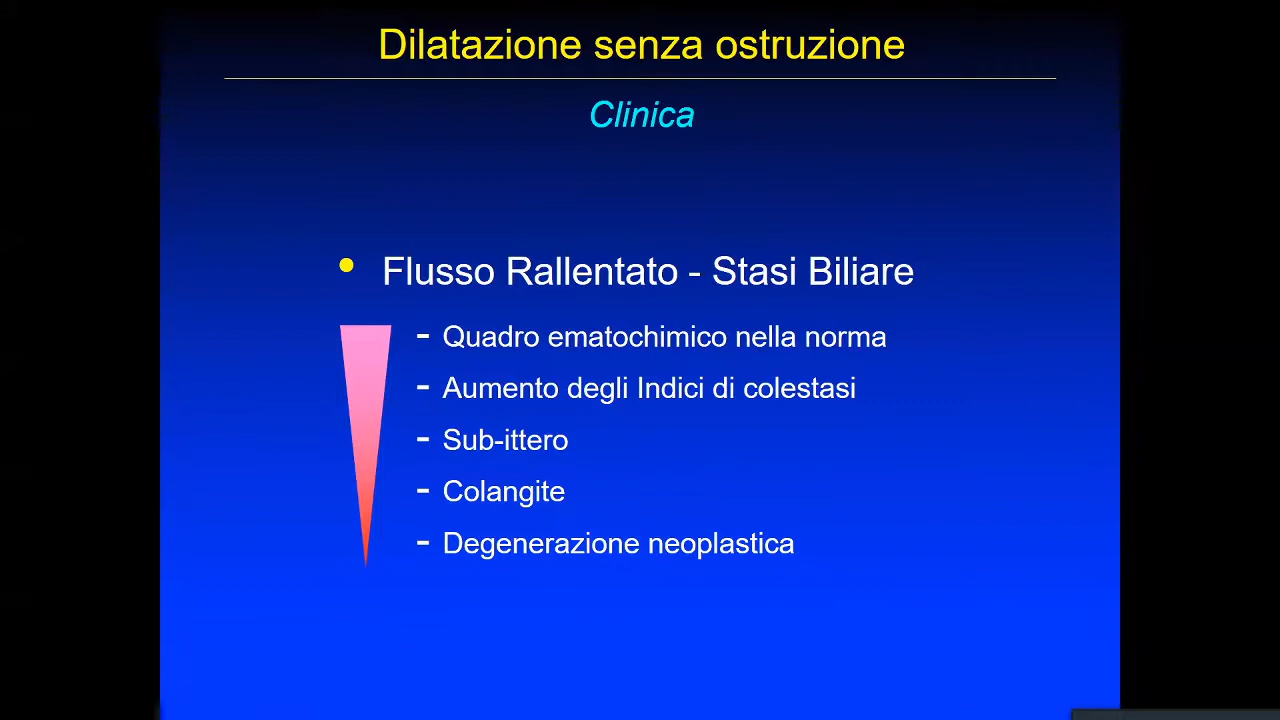 Dilatazione senza ostruzione
Clinica
• Flusso Rallentato - Stasi Biliare
- Quadro ematochimico nella norma
- Aumento degli Indici di colestasi
- Sub-ittero
- Colangite
- Degenerazione neoplastica